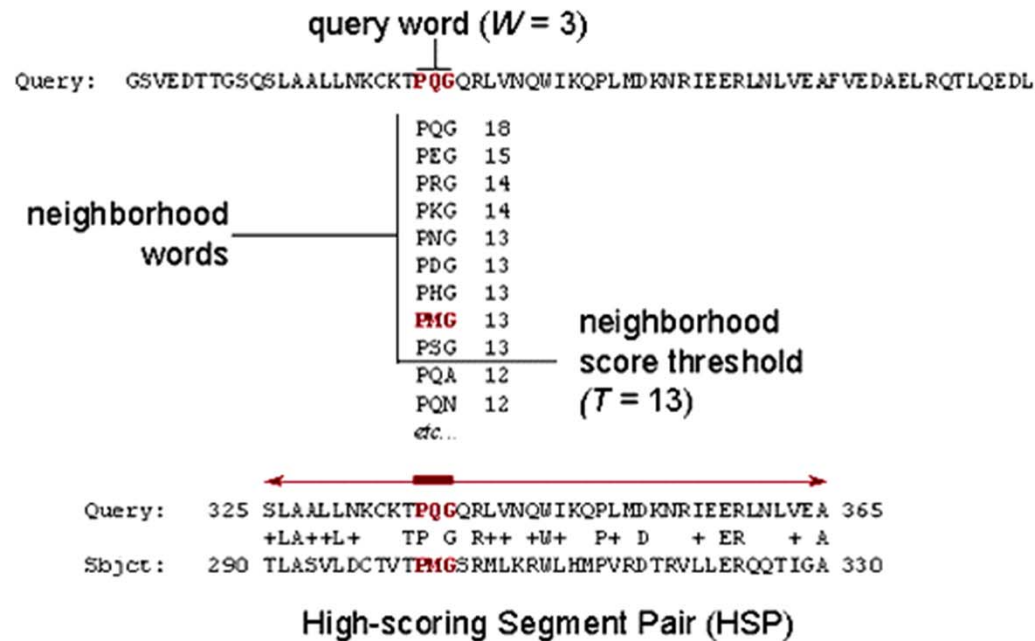 query word (W = 3)
Query: GSVEDTTGSQSLAALLNKCKTPQGQRLVNQWIKQPLMDKNRIEERLNLVEAFVEDAELRQTLQEDL
PQG 18
PEG 15
PRG 14
PKG 14
PNG 13
PDG 13
PHG 13
PMG 13
PSG 13
PQA 12
PQN 12
etc...
neighborhood
words
neighborhood
score threshold
(T = 13)
Query: 325 SLAALLNKCKTPQGQRLVNQWIKQPLMDKNRIEERLNLVEA 365
+LA++L+ TP G R++ +W+ P+ D + ER + A
Sbjct: 290 TLASVLDCTVTPMGSRMLKRWLHMPVRDTRVLLERQQTIGA 330
High-scoring Segment Pair (HSP)